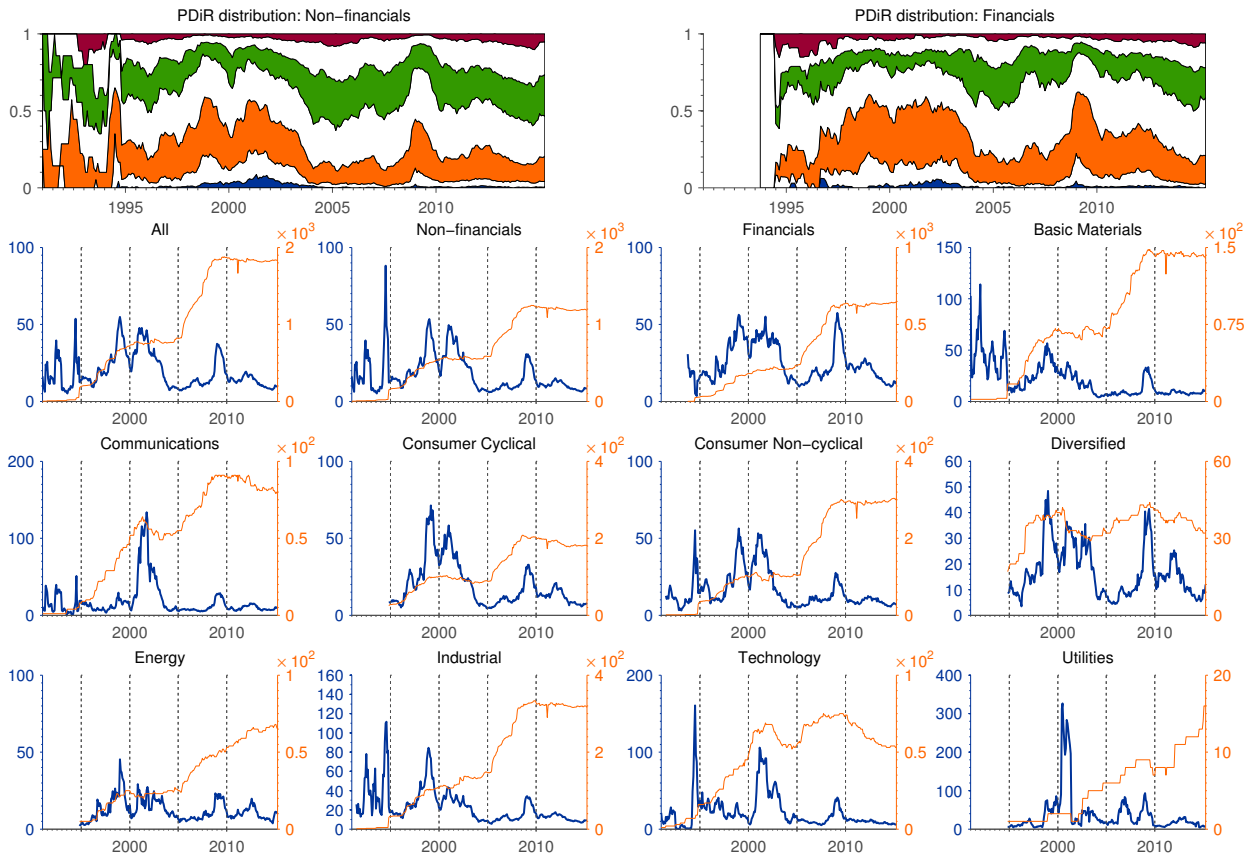 PDiR distribution: Non−financials PDiR distribution: Financials
1 1
0.5 0.5
0 0
1995 2000 2005 2010 1995 2000 2005 2010
All Non−financials Financials Basic Materials
× 10³ × 10³ × 10³ × 10²
100 2 100 2 100 1 150 1.5
100
50 1 50 1 50 0.5 0.75
50
0 0 0 0 0 0 0 0
2000 2010 2000 2010 2000 2010 2000 2010
Communications Consumer Cyclical Consumer Non−cyclical Diversified
× 10² × 10² × 10²
200 1 100 4 100 4 60 60
50
40
100 0.5 50 2 50 2 30 30
20
10
0 0 0 0 0 0 0 0
2000 2010 2000 2010 2000 2010 2000 2010
Energy Industrial Technology Utilities
× 10² × 10² × 10²
100 1 160 4 200 1 400 20
140
120 150 300
100
50 0.5 80 2 100 0.5 200 10
60
40 50 100
20
0 0 0 0 0 0 0 0
2000 2010 2000 2010 2000 2010 2000 2010